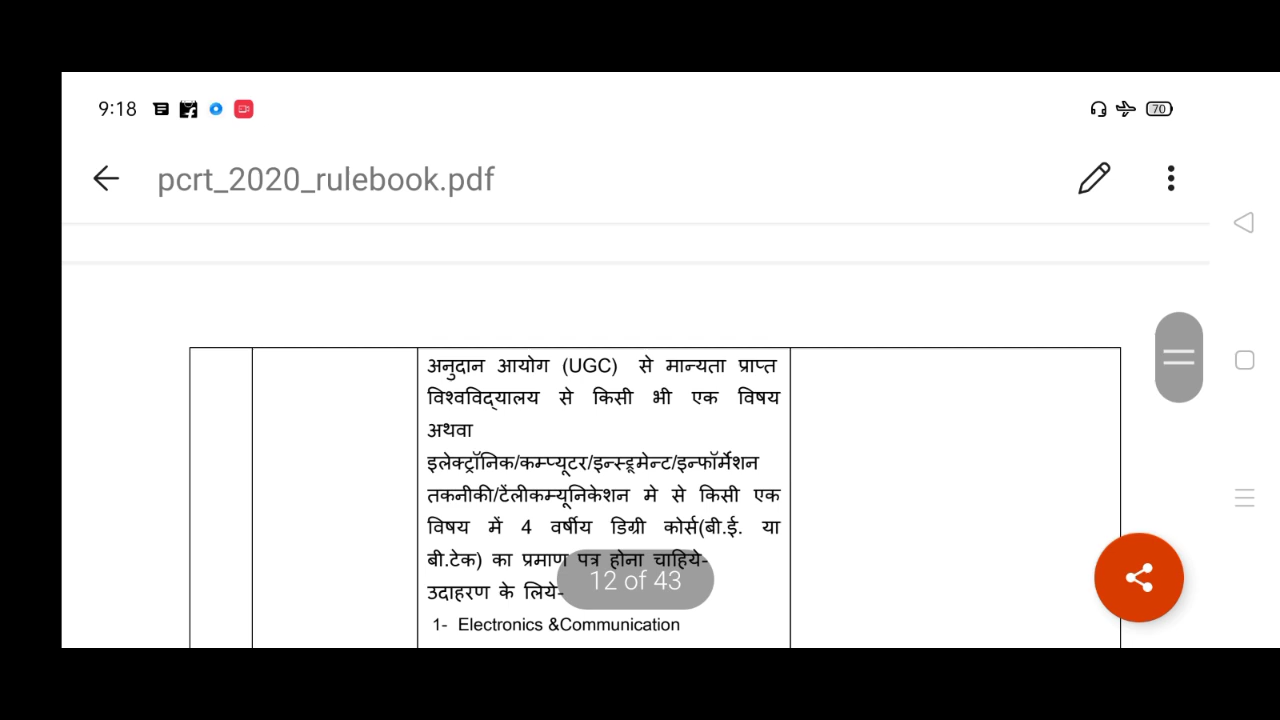 9:18
70
pcrt_2020_rulebook.pdf
अनुदान आयोग (UGC) से मान्यता प्राप्त
विश्वविद्यालय से किसी भी एक विषय
अथवा
इलेक्ट्रॉनिक/कम्प्यूटर/इन्स्ट्रूमेन्ट/इन्फॉर्मेशन
तकनीकी/टेंलीकम्यूनिकेशन मे से किसी एक
विषय में 4 वर्षीय डिग्री कोर्स(बी.ई. या
बी.टेक) का प्रमाण पत्र होना चाहिये-
उदाहरण के लिये-
12 of 43
1- Electronics &Communication